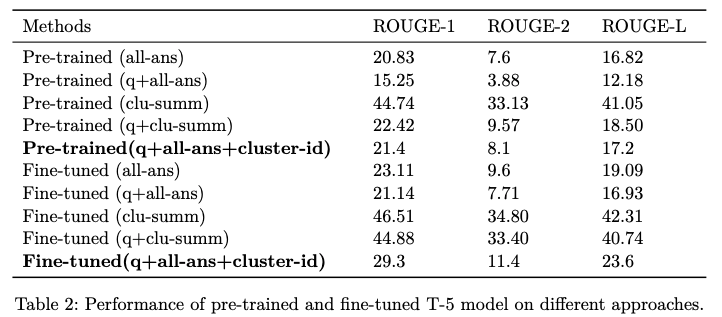 Methods ROUGE-1 ROUGE-2 ROUGE-L
Pre-trained (all-ans) 20.83 7.6 16.82
Pre-trained (q+all-ans) 15.25 3.88 12.18
Pre-trained (clu-summ) 44.74 33.13 41.05
Pre-trained (q+clu-summ) 22.42 9.57 18.50
Pre-trained(q+all-ans+cluster-id) 21.4 8.1 17.2
Fine-tuned (all-ans) 23.11 9.6 19.09
Fine-tuned (q+all-ans) 21.14 7.71 16.93
Fine-tuned (clu-summ) 46.51 34.80 42.31
Fine-tuned (q+clu-summ) 44.88 33.40 40.74
Fine-tuned(q+all-ans+cluster-id) 29.3 11.4 23.6
Table 2: Performance of pre-trained and fine-tuned T-5 model on different approaches.